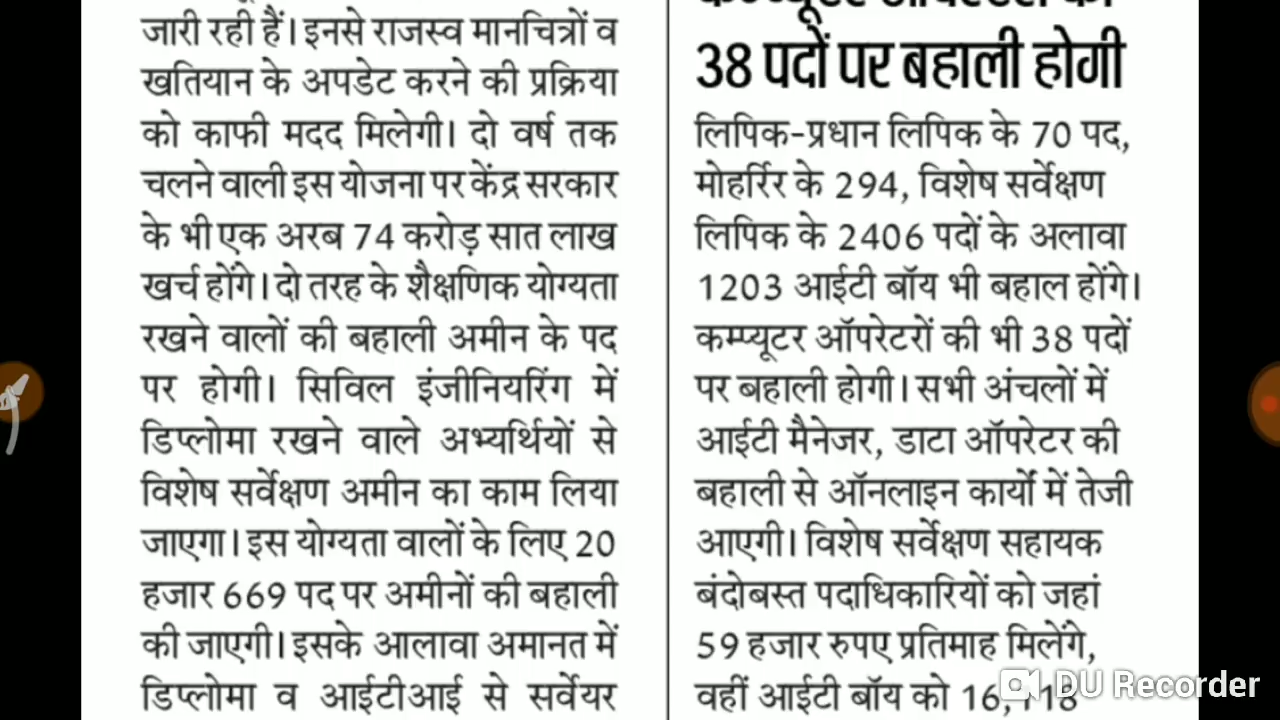 जारी रही हैं। इनसे राजस्व मानचित्रों व
खतियान के अपडेट करने की प्रक्रिया
को काफी मदद मिलेगी। दो वर्ष तक
चलने वाली इस योजना पर केंद्र सरकार
के भी एक अरब 74 करोड़ सात लाख
खर्च होंगे। दो तरह के शैक्षणिक योग्यता
रखने वालों की बहाली अमीन के पद
पर होगी। सिविल इंजीनियरिंग में
डिप्लोमा रखने वाले अभ्यर्थियों से
विशेष सर्वेक्षण अमीन का काम लिया
जाएगा। इस योग्यता वालों के लिए 20
हजार 669 पद पर अमीनों की बहाली
की जाएगी। इसके आलावा अमानत में
डिप्लोमा व आईटीआई से सर्वेयर
38 पदों पर बहाली होगी
लिपिक-प्रधान लिपिक के 70 पद,
मोहर्रिर के 294, विशेष सर्वेक्षण
लिपिक के 2406 पदों के अलावा
1203 आईटी बॉय भी बहाल होंगे।
कम्प्यूटर ऑपरेटरों की भी 38 पदों
पर बहाली होगी। सभी अंचलों में
आईटी मैनेजर, डाटा ऑपरेटर की
बहाली से ऑनलाइन कार्यों में तेजी
आएगी। विशेष सर्वेक्षण सहायक
बंदोबस्त पदाधिकारियों को जहां
59 हजार रुपए प्रतिमाह मिलेंगे,
वहीं आईटी बॉय को 16,118
DU Recorder